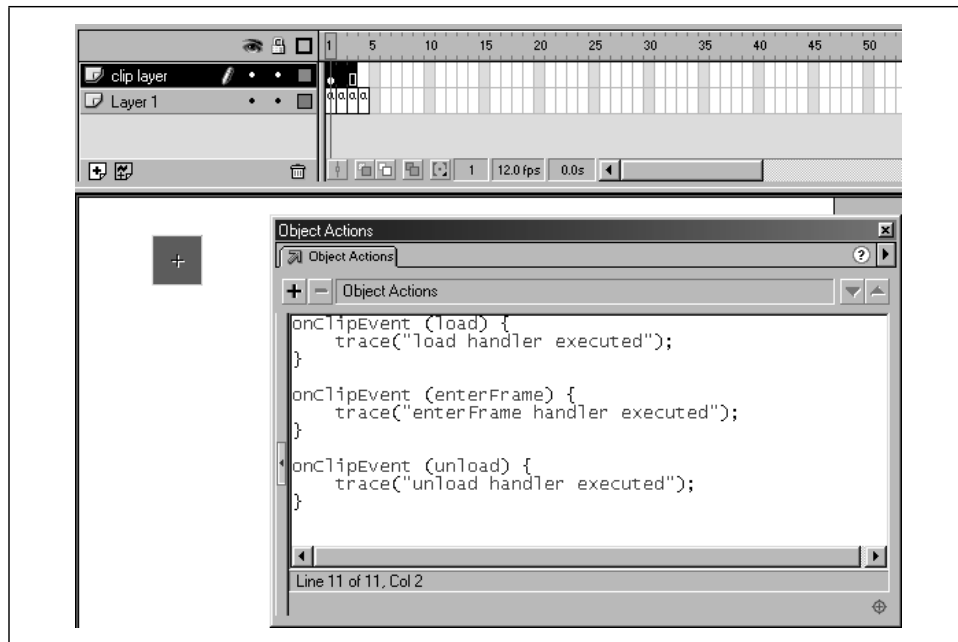 1 5 10 15 20 25 30 35 40 45 50
clip layer
Layer 1
a a a a
1 12.0 fps 0.0s
Object Actions
Object Actions
Object Actions
onClipEvent (load) {
trace("load handler executed");
}
onClipEvent (enterFrame) {
trace("enterFrame handler executed");
}
onClipEvent (unload) {
trace("unload handler executed");
}
Line 11 of 11, Col 2